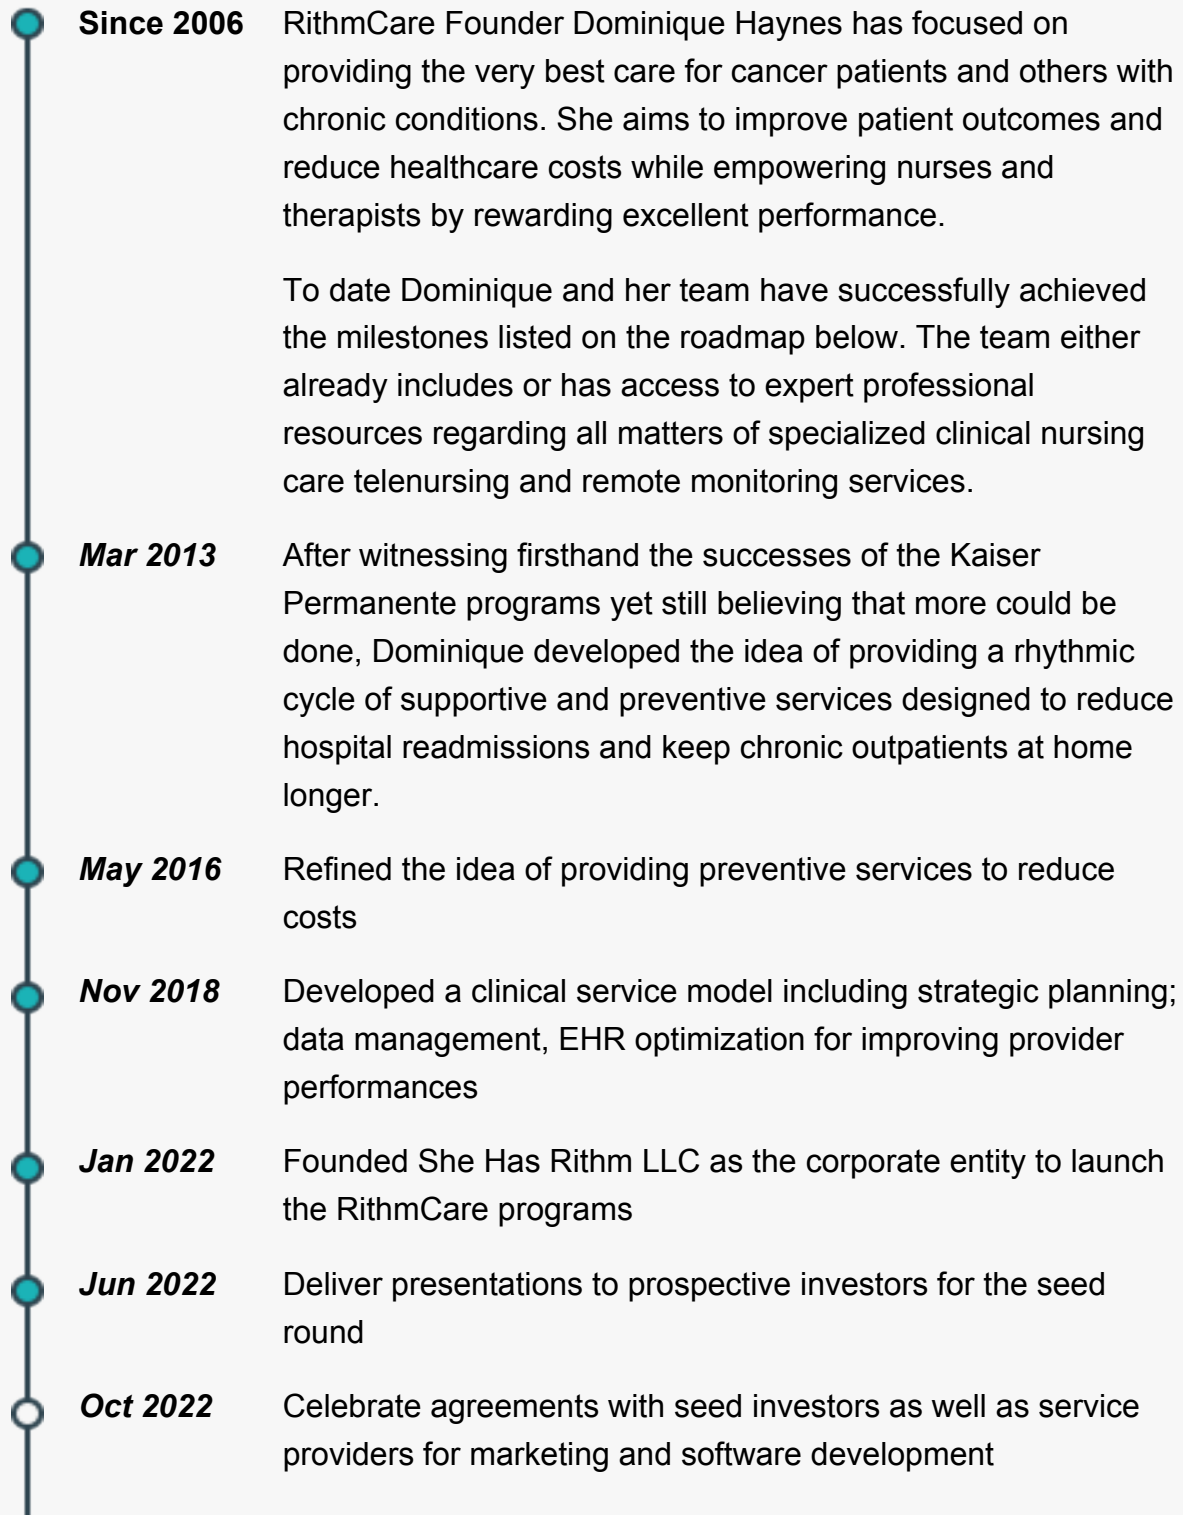 Since 2006 RithmCare Founder Dominique Haynes has focused on
providing the very best care for cancer patients and others with
chronic conditions. She aims to improve patient outcomes and
reduce healthcare costs while empowering nurses and
therapists by rewarding excellent performance.
To date Dominique and her team have successfully achieved
the milestones listed on the roadmap below. The team either
already includes or has access to expert professional
resources regarding all matters of specialized clinical nursing
care telenursing and remote monitoring services.
Mar 2013 After witnessing firsthand the successes of the Kaiser
Permanente programs yet still believing that more could be
done, Dominique developed the idea of providing a rhythmic
cycle of supportive and preventive services designed to reduce
hospital readmissions and keep chronic outpatients at home
longer.
May 2016 Refined the idea of providing preventive services to reduce
costs
Nov 2018 Developed a clinical service model including strategic planning;
data management, EHR optimization for improving provider
performances
Jan 2022 Founded She Has Rithm LLC as the corporate entity to launch
the RithmCare programs
Jun 2022 Deliver presentations to prospective investors for the seed
round
Oct 2022 Celebrate agreements with seed investors as well as service
providers for marketing and software development